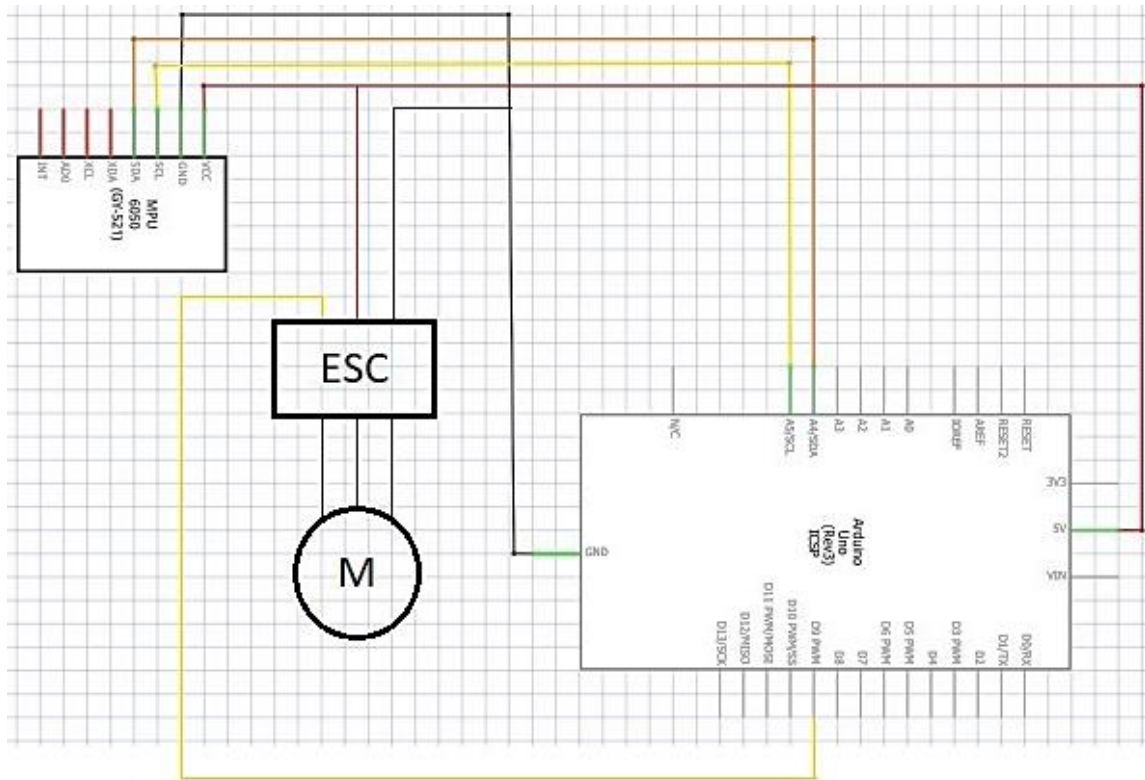 INT
AD0
XCL
XDA
SDA
SCL
GND
VCC
MPU
6050
(GY-521)
ESC
M
N/C
A5/SCL
A4/SDA
A3
A2
A1
A0
IOREF
AREF
RESET2
RESET
3V3
5V
VIN
GND
Arduino
Uno
(Rev3)
ICSP
D13/SCK
D12/MISO
D11 PWM/MOSI
D10 PWM/SS
D9 PWM
D8
D7
D6 PWM
D5 PWM
D4
D3 PWM
D2
D1/TX
D0/RX